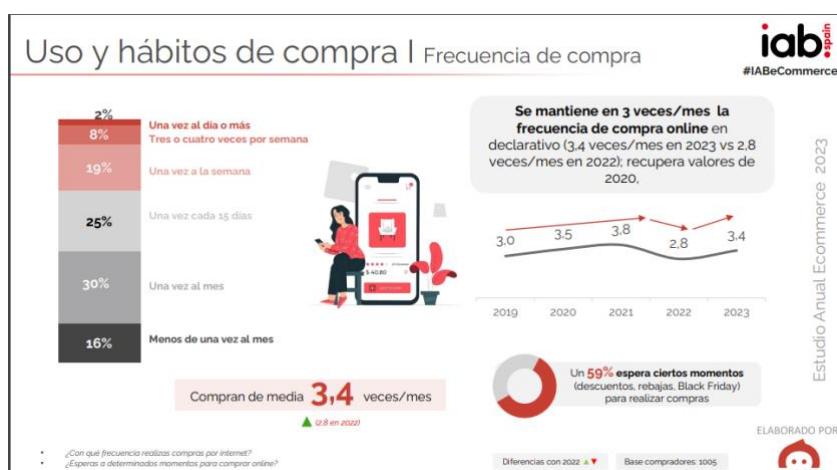 Uso y hábitos de compra I Frecuencia de compra
iab:
spain
#IABeCommerce
2%
Una vez al día o más
8%
Tres o cuatro veces por semana
19%
Una vez a la semana
25%
Una vez cada 15 días
30%
Una vez al mes
16%
Menos de una vez al mes
$ 40.80
Se mantiene en 3 veces/mes la
frecuencia de compra online en
declarativo (3,4 veces/mes en 2023 vs 2,8
veces/mes en 2022); recupera valores de
2020,
3.0 3.5 3.8 2,8 3.4
2019 2020 2021 2022 2023
Compran de media 3,4 veces/mes
(2,8 en 2022)
Un 59% espera ciertos momentos
(descuentos, rebajas, Black Friday)
para realizar compras
Estudio Anual Ecommerce 2023
ELABORADO POR
• ¿Con qué frecuencia realizas compras por internet?
• ¿Esperas a determinados momentos para comprar online?
Diferencias con 2022 ▲▼
Base compradores: 1005